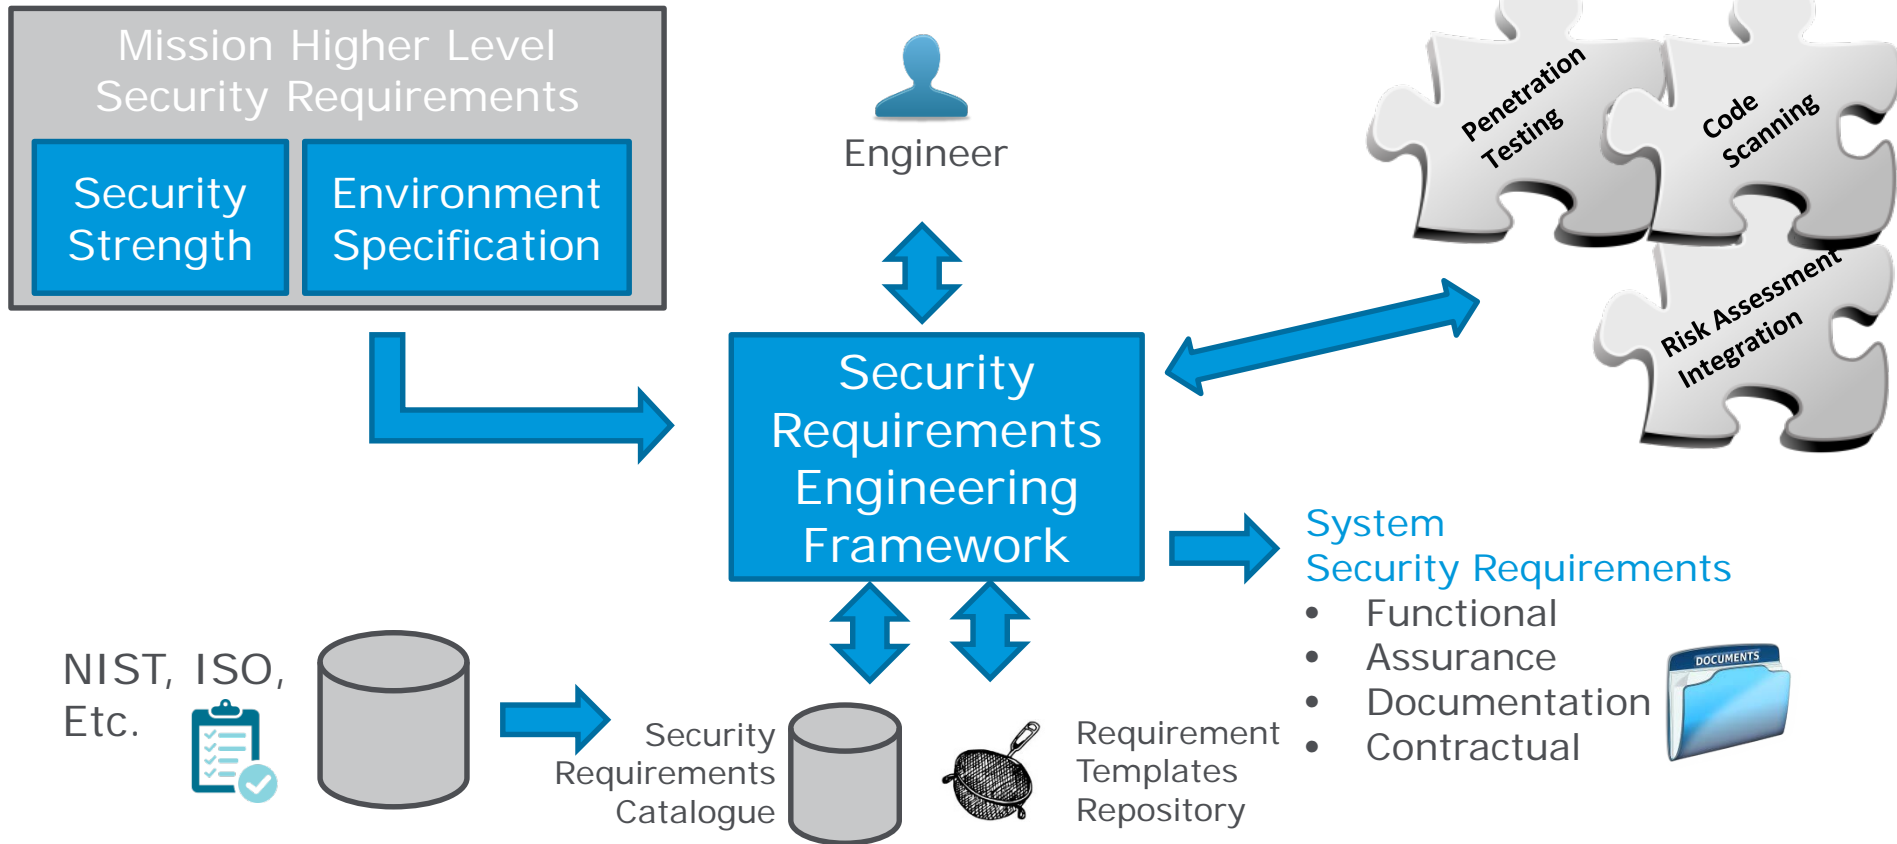 Mission Higher Level
Security Requirements
Security
Strength
Environment
Specification
Engineer
Penetration
Testing
Code
Scanning
Risk Assessment
Integration
Security
Requirements
Engineering
Framework
System
Security Requirements
• Functional
• Assurance
• Documentation
• Contractual
DOCUMENTS
NIST, ISO,
Etc.
Security
Requirements
Catalogue
Requirement
Templates
Repository